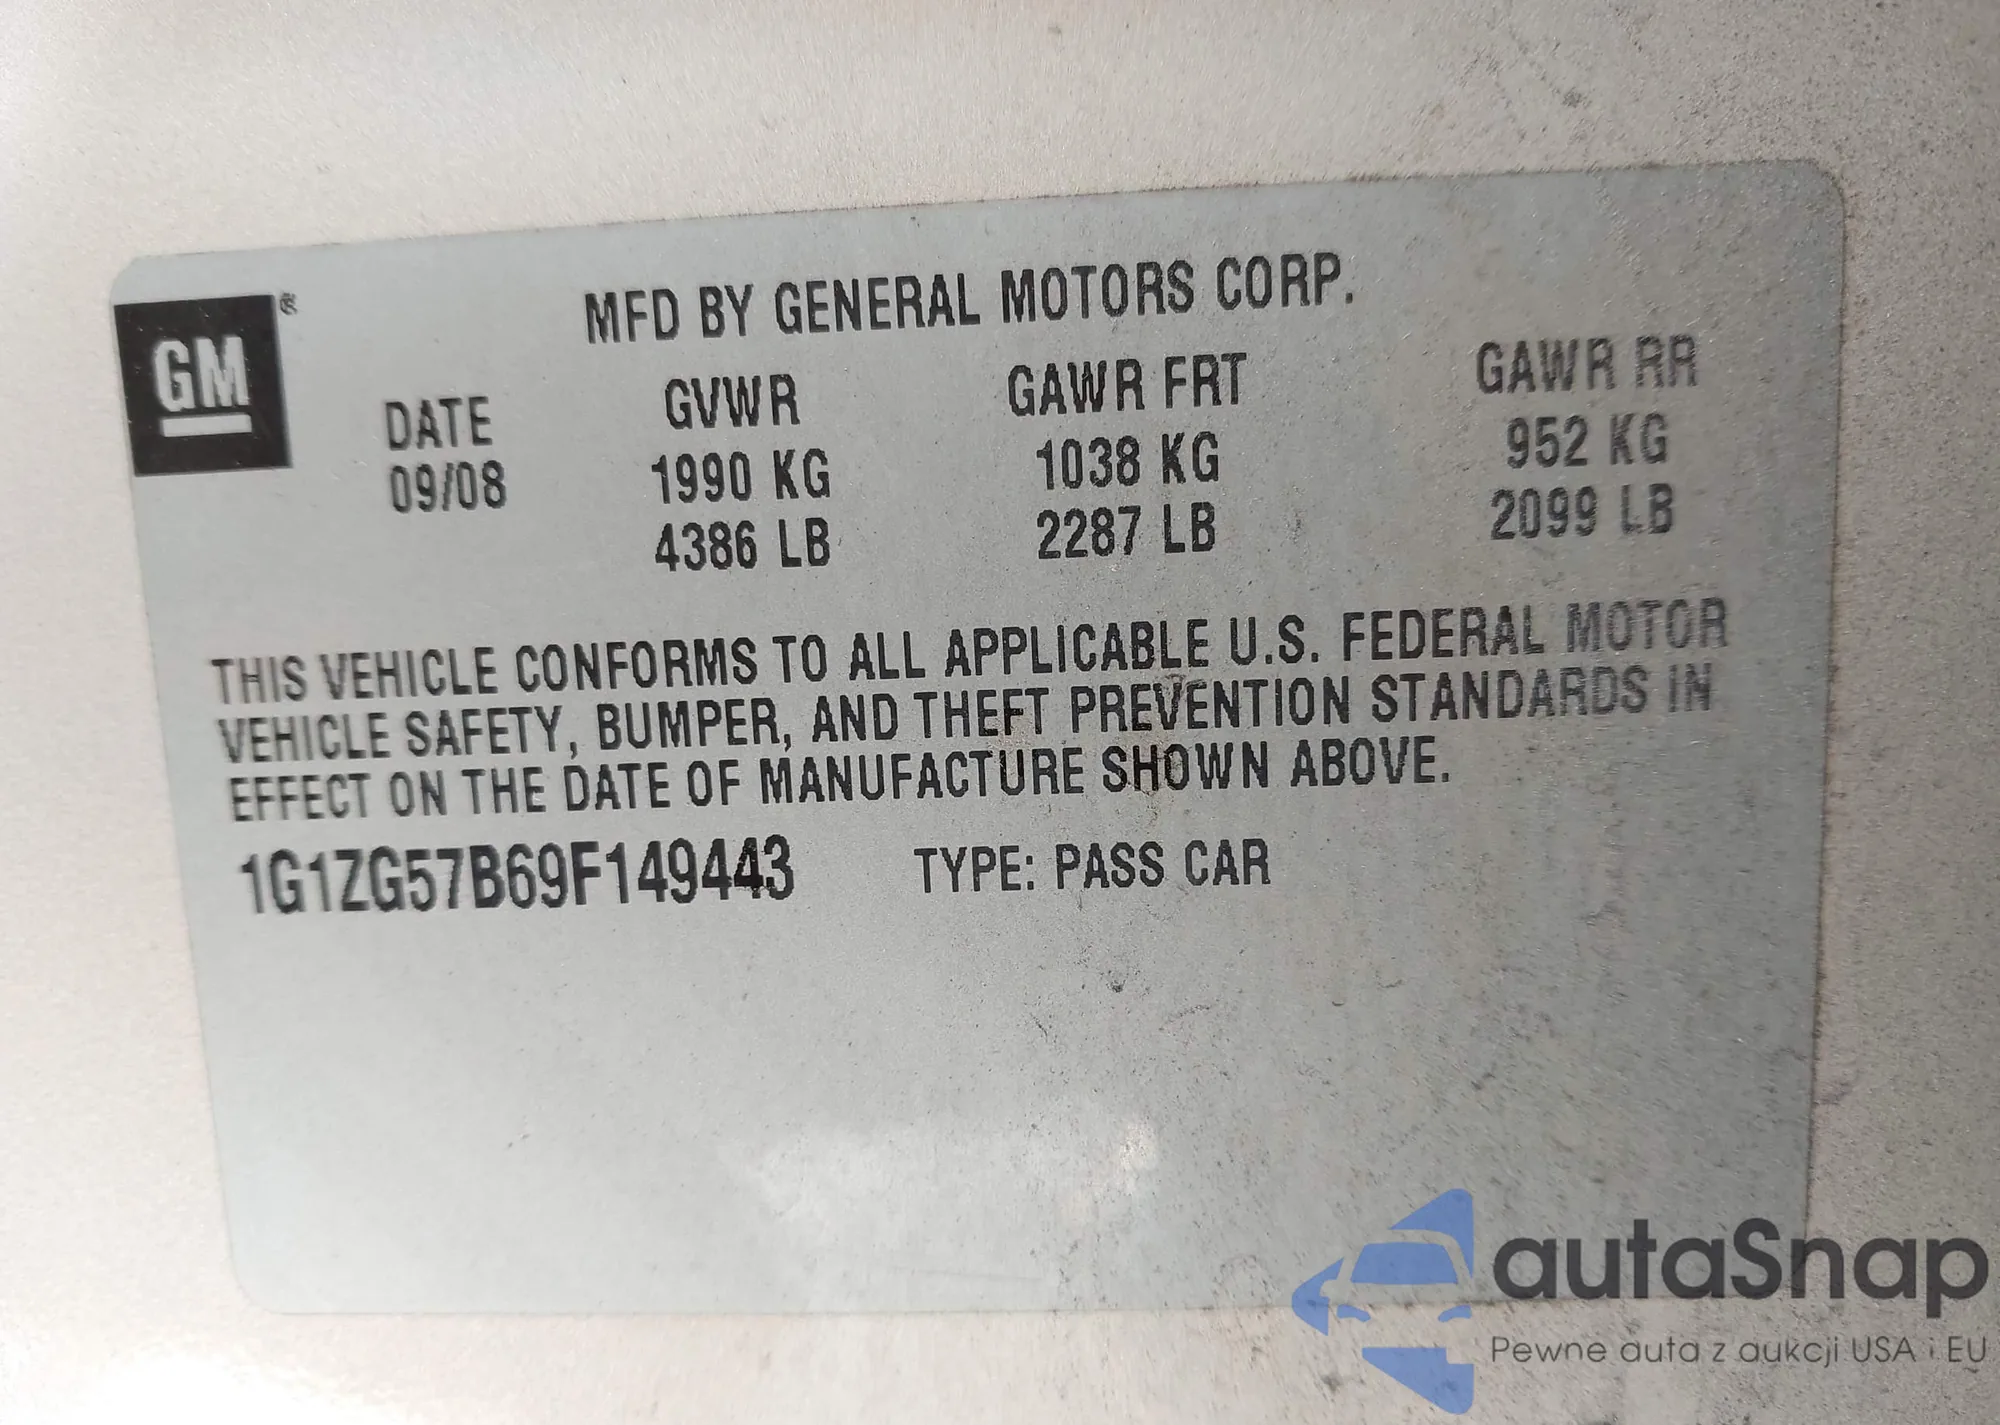 GM®
MFD BY GENERAL MOTORS CORP.
DATE GVWR GAWR FRT GAWR RR
09/08 1990 KG 1038 KG 952 KG
4386 LB 2287 LB 2099 LB
THIS VEHICLE CONFORMS TO ALL APPLICABLE U.S. FEDERAL MOTOR
VEHICLE SAFETY, BUMPER, AND THEFT PREVENTION STANDARDS IN
EFFECT ON THE DATE OF MANUFACTURE SHOWN ABOVE.
1G1ZG57B69F149443 TYPE: PASS CAR
autaSnap
Pewne auta z aukcji USA i EU